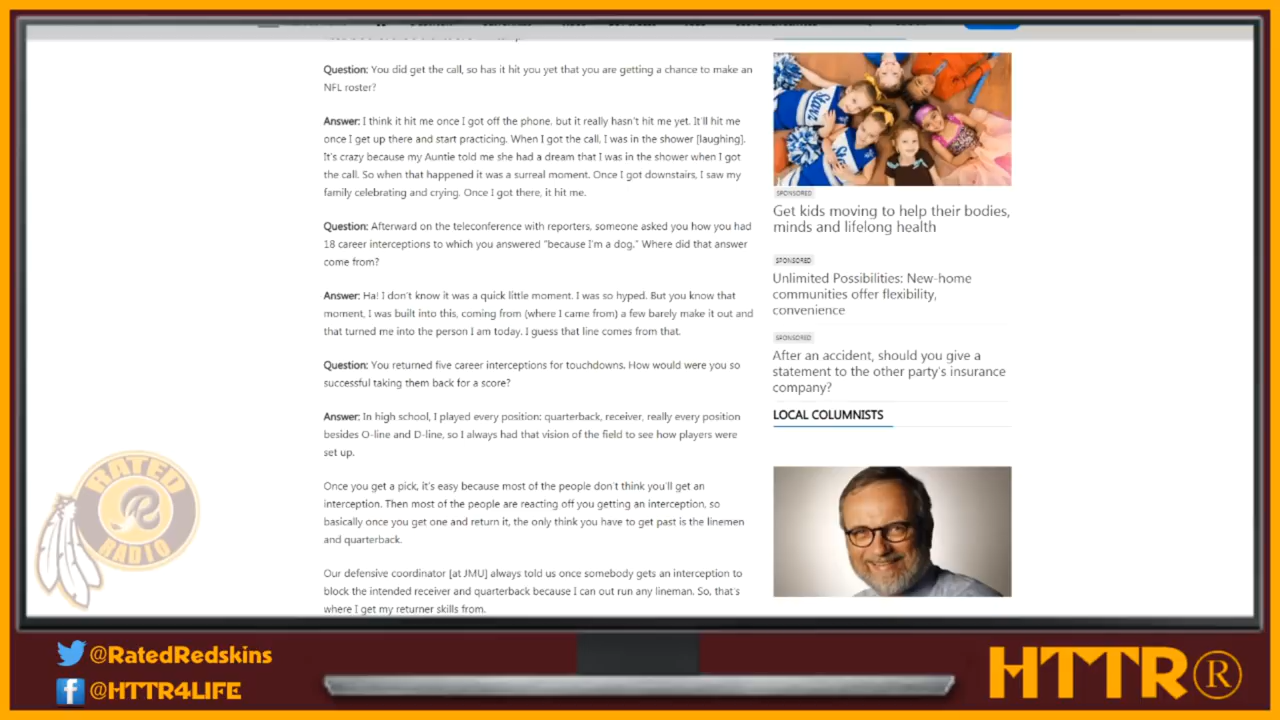 Question: You did get the call, so has it hit you yet that you are getting a chance to make an
NFL roster?
Answer: I think it hit me once I got off the phone, but it really hasn't hit me yet. It'll hit me
once I get up there and start practicing. When I got the call, I was in the shower [laughing].
It's crazy because my Auntie told me she had a dream that I was in the shower when I got
the call. So when that happened it was a surreal moment. Once I got downstairs, I saw my
family celebrating and crying. Once I got there, it hit me.
Question: Afterward on the teleconference with reporters, someone asked you how you had
18 career interceptions to which you answered "because I'm a dog." Where did that answer
come from?
Answer: Ha! I don't know it was a quick little moment. I was so hyped. But you know that
moment, I was built into this, coming from (where I came from) a few barely make it out and
that turned me into the person I am today. I guess that line comes from that.
Question: You returned five career interceptions for touchdowns. How would were you so
successful taking them back for a score?
Answer: In high school, I played every position: quarterback, receiver, really every position
besides O-line and D-line, so I always had that vision of the field to see how players were
set up.
Once you get a pick, it's easy because most of the people don't think you'll get an
interception. Then most of the people are reacting off you getting an interception, so
basically once you get one and return it, the only think you have to get past is the linemen
and quarterback.
Our defensive coordinator [at JMU] always told us once somebody gets an interception to
block the intended receiver and quarterback because I can out run any lineman. So, that's
where I get my returner skills from.
SPONSORED
Get kids moving to help their bodies,
minds and lifelong health
SPONSORED
Unlimited Possibilities: New-home
communities offer flexibility,
convenience
SPONSORED
After an accident, should you give a
statement to the other party's insurance
company?
LOCAL COLUMNISTS
RATED
R
RADIO
@RatedRedskins
@HTTR4LIFE
HTTR®